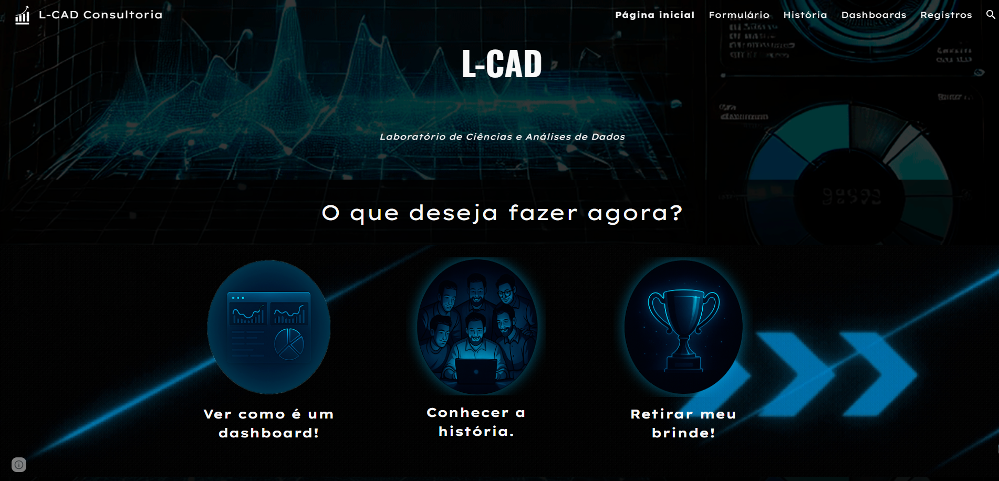 L-CAD Consultoria
Página inicial
Formulário
História
Dashboards
Registros
L-CAD
Laboratório de Ciências e Análises de Dados
O que deseja fazer agora?
Ver como é um
dashboard!
Conhecer a
história.
Retirar meu
brinde!